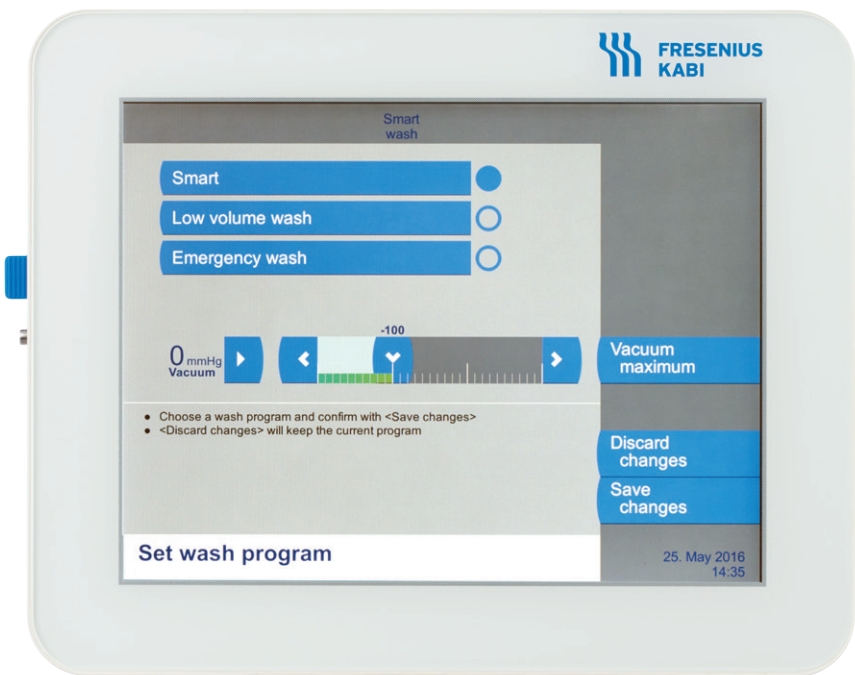 FRESENIUS
KABI
Smart
wash
Smart
Low volume wash
Emergency wash
-100
0 mmHg
Vacuum
Vacuum
maximum
• Choose a wash program and confirm with <Save changes>
• <Discard changes> will keep the current program
Discard
changes
Save
changes
Set wash program
25. May 2016
14:35